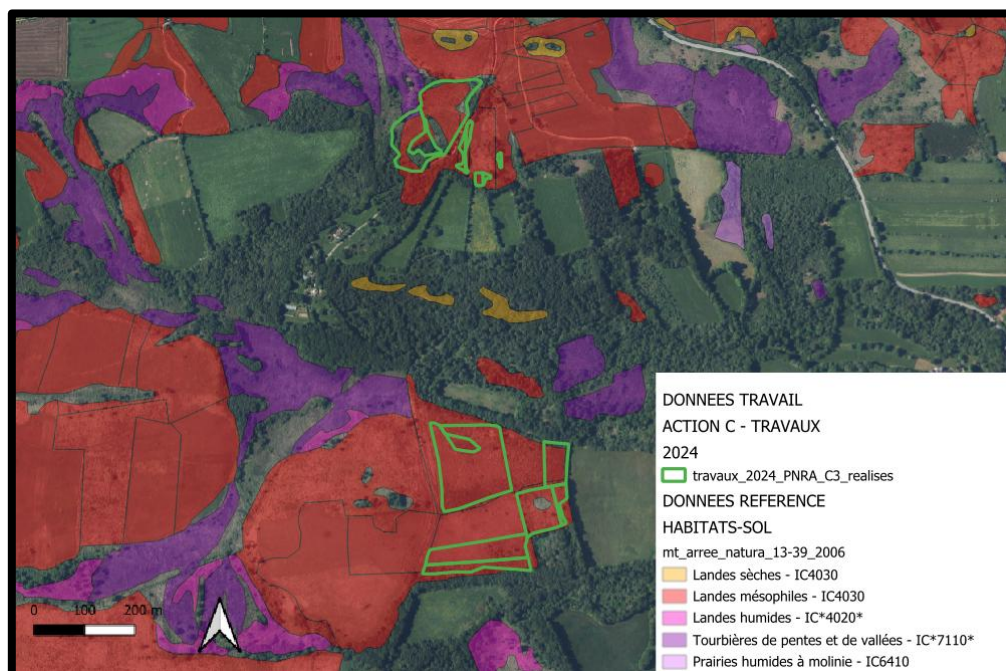 DONNEES TRAVAIL
ACTION C - TRAVAUX
2024
travaux_2024_PNRA_C3_realises
DONNEES REFERENCE
HABITATS-SOL
mt_arree_natura_13-39_2006
Landes sèches - IC4030
Landes mésophiles - IC4030
Landes humides - IC*4020*
Tourbières de pentes et de vallées - IC*7110*
Prairies humides à molinie - IC6410
0 100 200 m